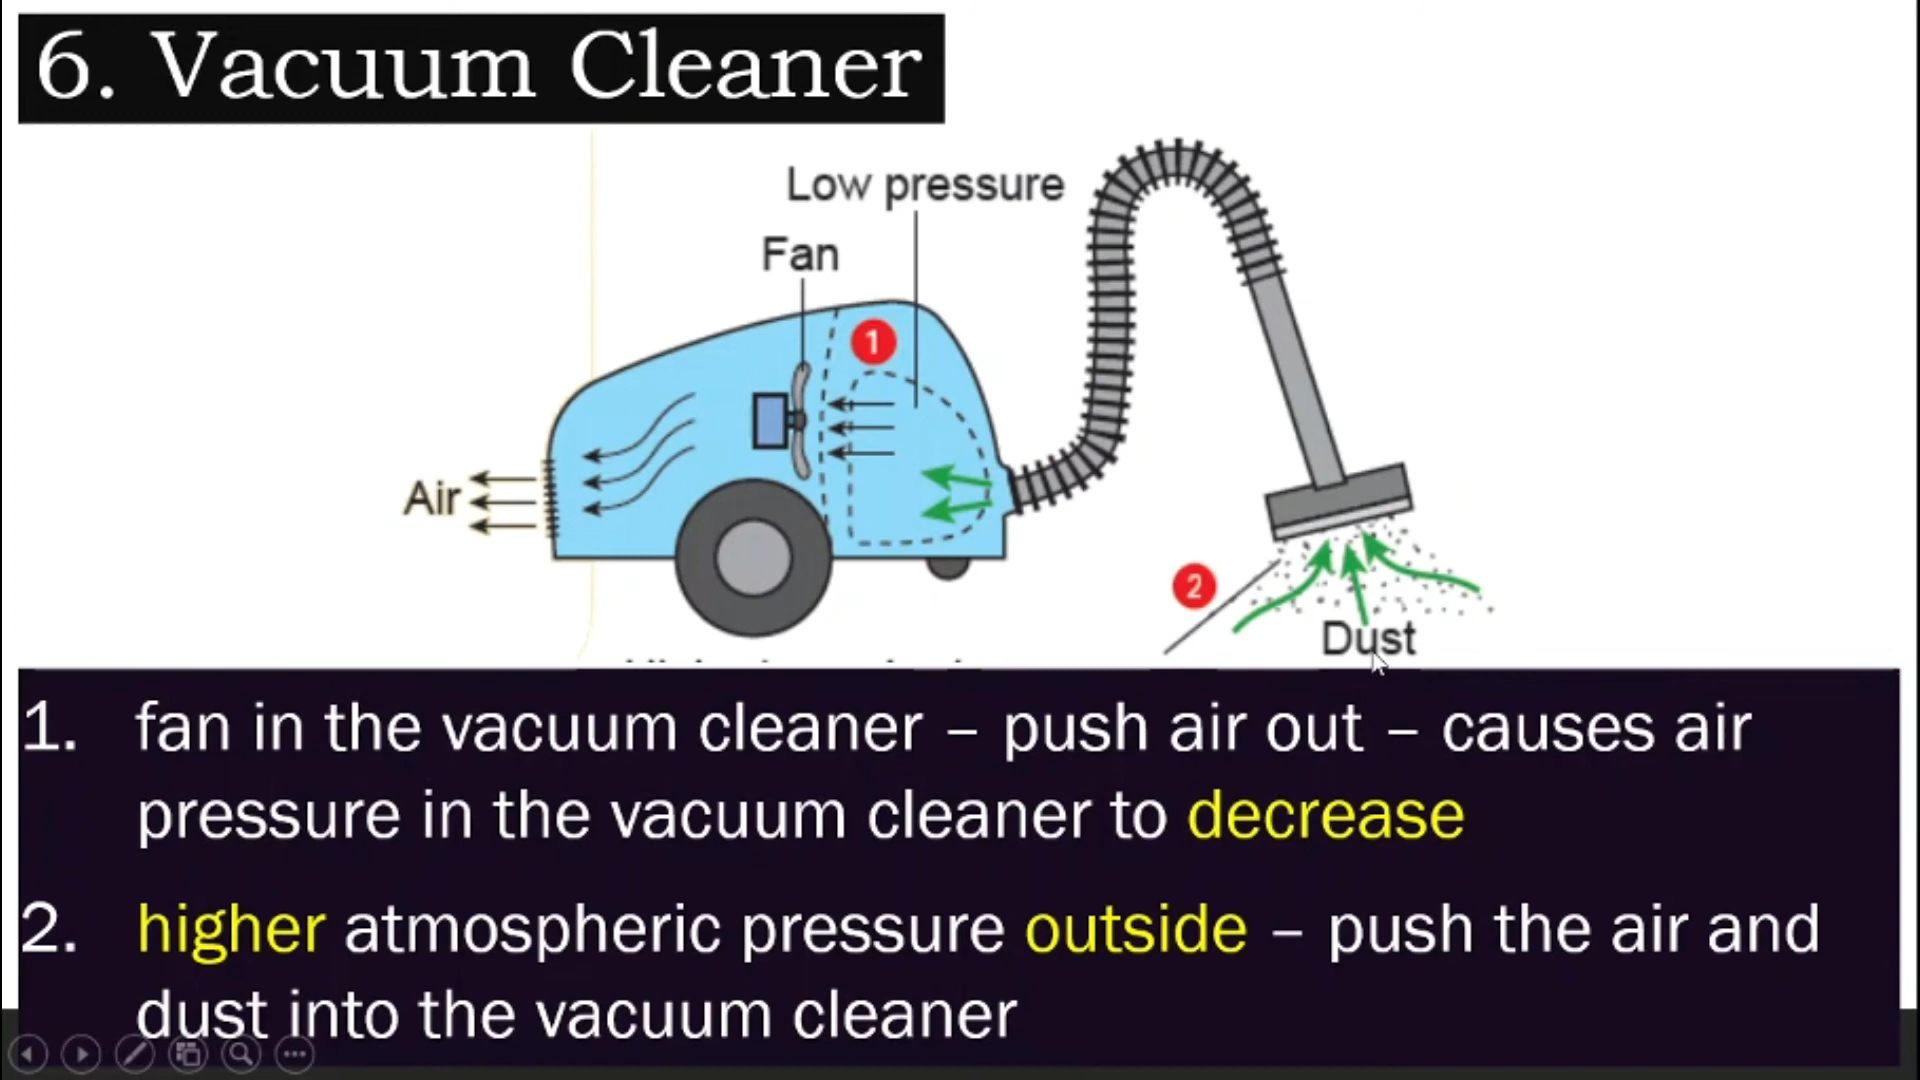 6. Vacuum Cleaner
Low pressure
Fan
1
Air
2
Dust
1. fan in the vacuum cleaner – push air out – causes air
pressure in the vacuum cleaner to decrease
2. higher atmospheric pressure outside – push the air and
dust into the vacuum cleaner